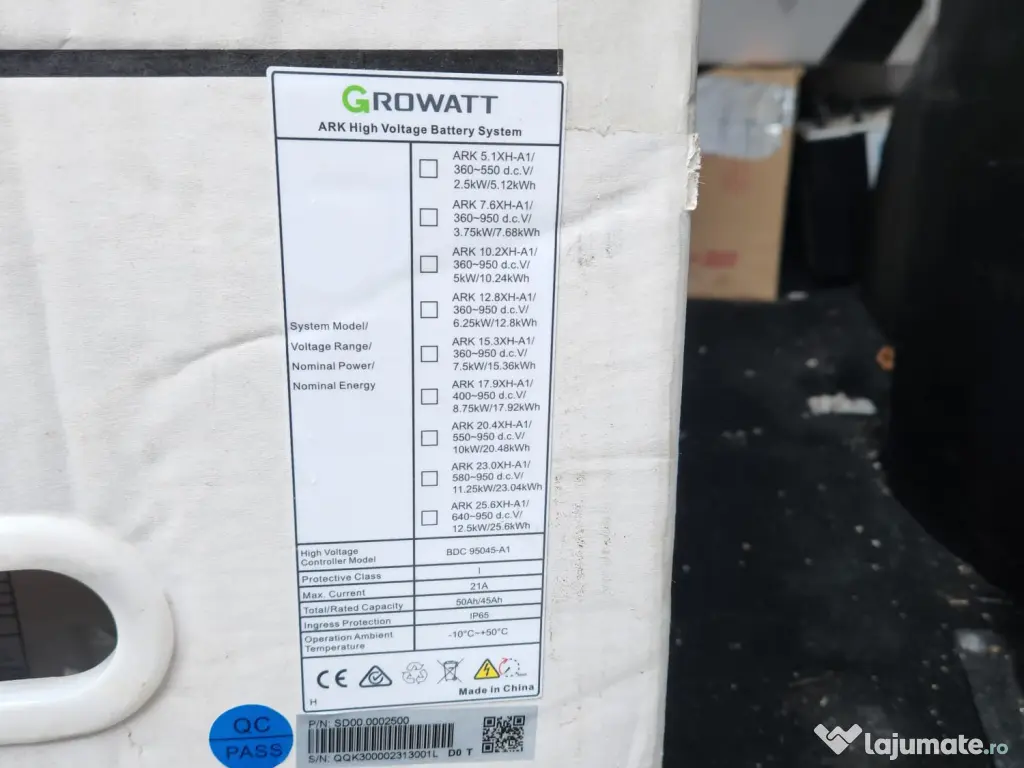 GROWATT
ARK High Voltage Battery System
System Model/
Voltage Range/
Nominal Power/
Nominal Energy
ARK 5.1XH-A1/
360~550 d.c.V/
2.5kW/5.12kWh
ARK 7.6XH-A1/
360~950 d.c.V/
3.75kW/7.68kWh
ARK 10.2XH-A1/
360~950 d.c.V/
5kW/10.24kWh
ARK 12.8XH-A1/
360~950 d.c.V/
6.25kW/12.8kWh
ARK 15.3XH-A1/
360~950 d.c.V/
7.5kW/15.36kWh
ARK 17.9XH-A1/
400~950 d.c.V/
8.75kW/17.92kWh
ARK 20.4XH-A1/
550~950 d.c.V/
10kW/20.48kWh
ARK 23.0XH-A1/
580~950 d.c.V/
11.25kW/23.04kWh
ARK 25.6XH-A1/
640~950 d.c.V/
12.5kW/25.6kWh
High Voltage
Controller Model
BDC 95045-A1
Protective Class
I
Max. Current
21A
Total/Rated Capacity
50Ah/45Ah
Ingress Protection
IP65
Operation Ambient
Temperature
-10°C~+50°C
CE
Made in China
H
QC
PASS
P/N: SD00.0002500
S/N: QQK300002313001L D0 T
lajumate.ro